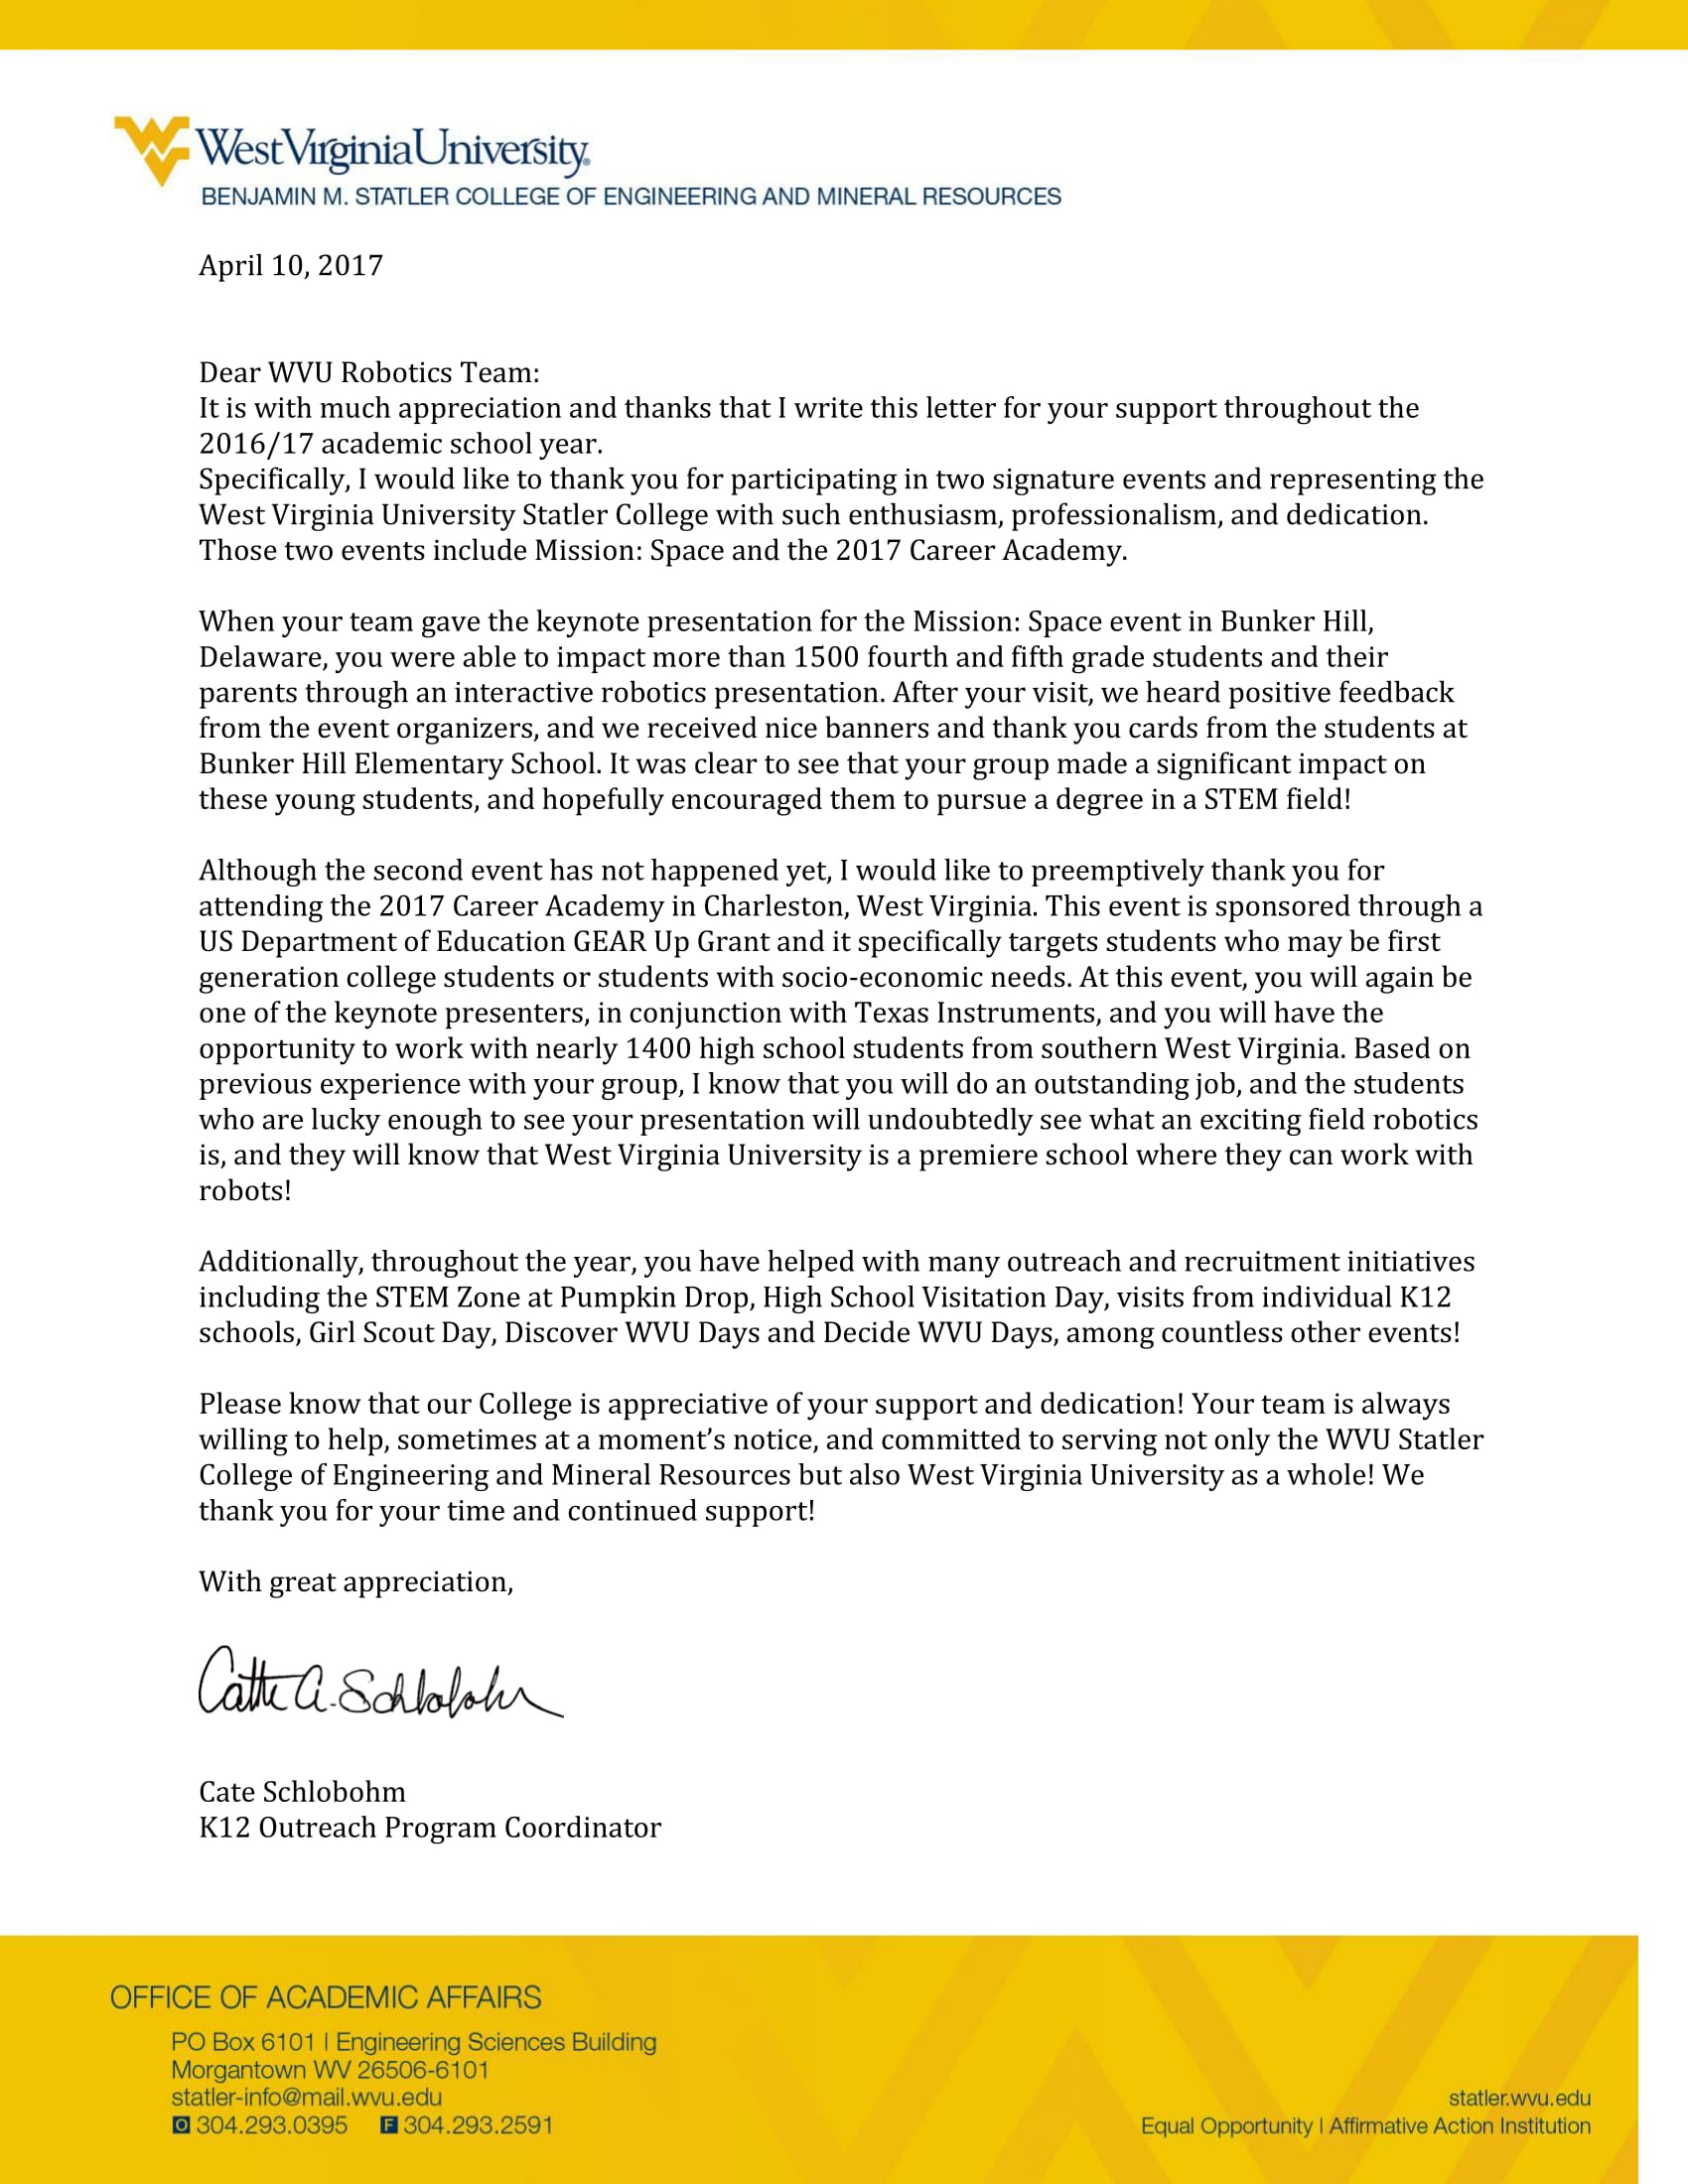 West Virginia University®
BENJAMIN M. STATLER COLLEGE OF ENGINEERING AND MINERAL RESOURCES
April 10, 2017
Dear WVU Robotics Team:
It is with much appreciation and thanks that I write this letter for your support throughout the
2016/17 academic school year.
Specifically, I would like to thank you for participating in two signature events and representing the
West Virginia University Statler College with such enthusiasm, professionalism, and dedication.
Those two events include Mission: Space and the 2017 Career Academy.
When your team gave the keynote presentation for the Mission: Space event in Bunker Hill,
Delaware, you were able to impact more than 1500 fourth and fifth grade students and their
parents through an interactive robotics presentation. After your visit, we heard positive feedback
from the event organizers, and we received nice banners and thank you cards from the students at
Bunker Hill Elementary School. It was clear to see that your group made a significant impact on
these young students, and hopefully encouraged them to pursue a degree in a STEM field!
Although the second event has not happened yet, I would like to preemptively thank you for
attending the 2017 Career Academy in Charleston, West Virginia. This event is sponsored through a
US Department of Education GEAR Up Grant and it specifically targets students who may be first
generation college students or students with socio-economic needs. At this event, you will again be
one of the keynote presenters, in conjunction with Texas Instruments, and you will have the
opportunity to work with nearly 1400 high school students from southern West Virginia. Based on
previous experience with your group, I know that you will do an outstanding job, and the students
who are lucky enough to see your presentation will undoubtedly see what an exciting field robotics
is, and they will know that West Virginia University is a premiere school where they can work with
robots!
Additionally, throughout the year, you have helped with many outreach and recruitment initiatives
including the STEM Zone at Pumpkin Drop, High School Visitation Day, visits from individual K12
schools, Girl Scout Day, Discover WVU Days and Decide WVU Days, among countless other events!
Please know that our College is appreciative of your support and dedication! Your team is always
willing to help, sometimes at a moment’s notice, and committed to serving not only the WVU Statler
College of Engineering and Mineral Resources but also West Virginia University as a whole! We
thank you for your time and continued support!
With great appreciation,
A. Schlobohm
Cate Schlobohm
K12 Outreach Program Coordinator
OFFICE OF ACADEMIC AFFAIRS
PO Box 6101 | Engineering Sciences Building
Morgantown WV 26506-6101
statler-info@mail.wvu.edu
O 304.293.0395 F 304.293.2591
statler.wvu.edu
Equal Opportunity | Affirmative Action Institution